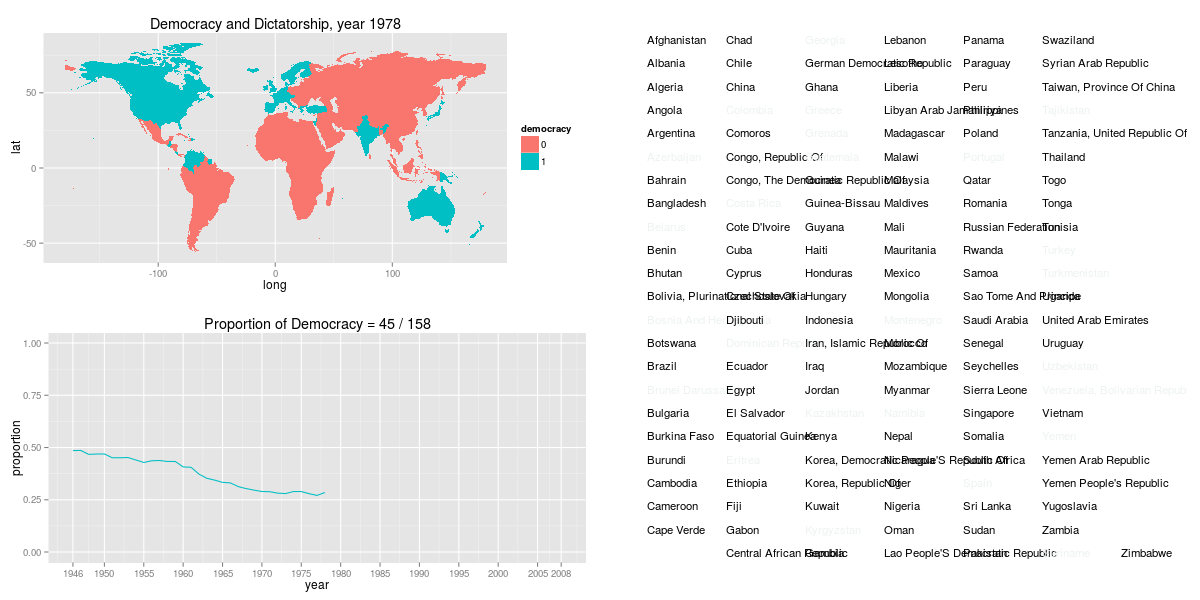 Democracy and Dictatorship, year 1978
lat
50
0
-50
-100
0
100
long
democracy
0
1
Proportion of Democracy = 45 / 158
proportion
1.00
0.75
0.50
0.25
0.00
1946 1950 1955 1960 1965 1970 1975 1980 1985 1990 1995 2000 2005 2008
year
Afghanistan Chad Georgia Lebanon Panama Swaziland
Albania Chile German Democratic Republic Lesotho Paraguay Syrian Arab Republic
Algeria China Ghana Liberia Peru Taiwan, Province Of China
Angola Colombia Greece Libyan Arab Jamahiriya Philippines Tajikistan
Argentina Comoros Grenada Madagascar Poland Tanzania, United Republic Of
Azerbaijan Congo, Republic Of Guatemala Malawi Portugal Thailand
Bahrain Congo, The Democratic Republic Of Guinea Malaysia Qatar Togo
Bangladesh Costa Rica Guinea-Bissau Maldives Romania Tonga
Belarus Cote D'Ivoire Guyana Mali Russian Federation Tunisia
Benin Cuba Haiti Mauritania Rwanda Turkey
Bhutan Cyprus Honduras Mexico Samoa Turkmenistan
Bolivia, Plurinational State Of Czechoslovakia Hungary Mongolia Sao Tome And Principe Uganda
Bosnia And Djibouti Indonesia Montenegro Saudi Arabia United Arab Emirates
Botswana Dominican Iran, Islamic Republic Of Morocco Senegal Uruguay
Brazil Ecuador Iraq Mozambique Seychelles Uzbekistan
Brunei Egypt Jordan Myanmar Sierra Leone Venezuela, Bolivarian Repub
Bulgaria El Salvador Kazakhstan Namibia Singapore Vietnam
Burkina Faso Equatorial Guinea Kenya Nepal Somalia Yemen
Burundi Eritrea Korea, Democratic People'S Republic Of Nicaragua South Africa Yemen Arab Republic
Cambodia Ethiopia Korea, Republic Of Niger Spain Yemen People's Republic
Cameroon Fiji Kuwait Nigeria Sri Lanka Yugoslavia
Cape Verde Gabon Kyrgyzstan Oman Sudan Zambia
Central African Republic Gambia Lao People'S Democratic Republic Pakistan Suriname Zimbabwe